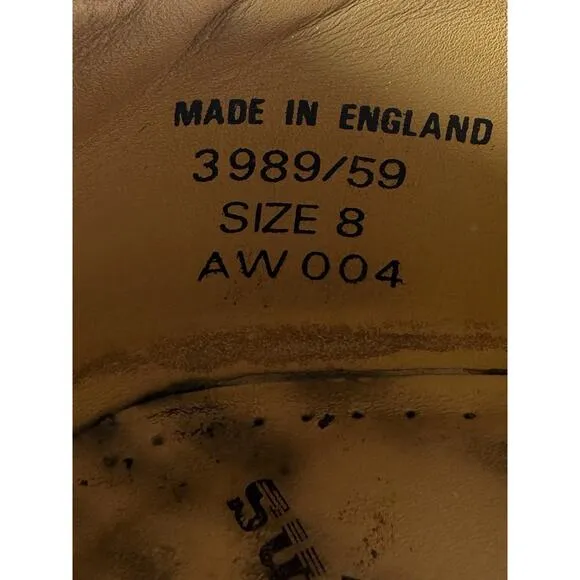 MADE IN ENGLAND
3989/59
SIZE 8
AW004